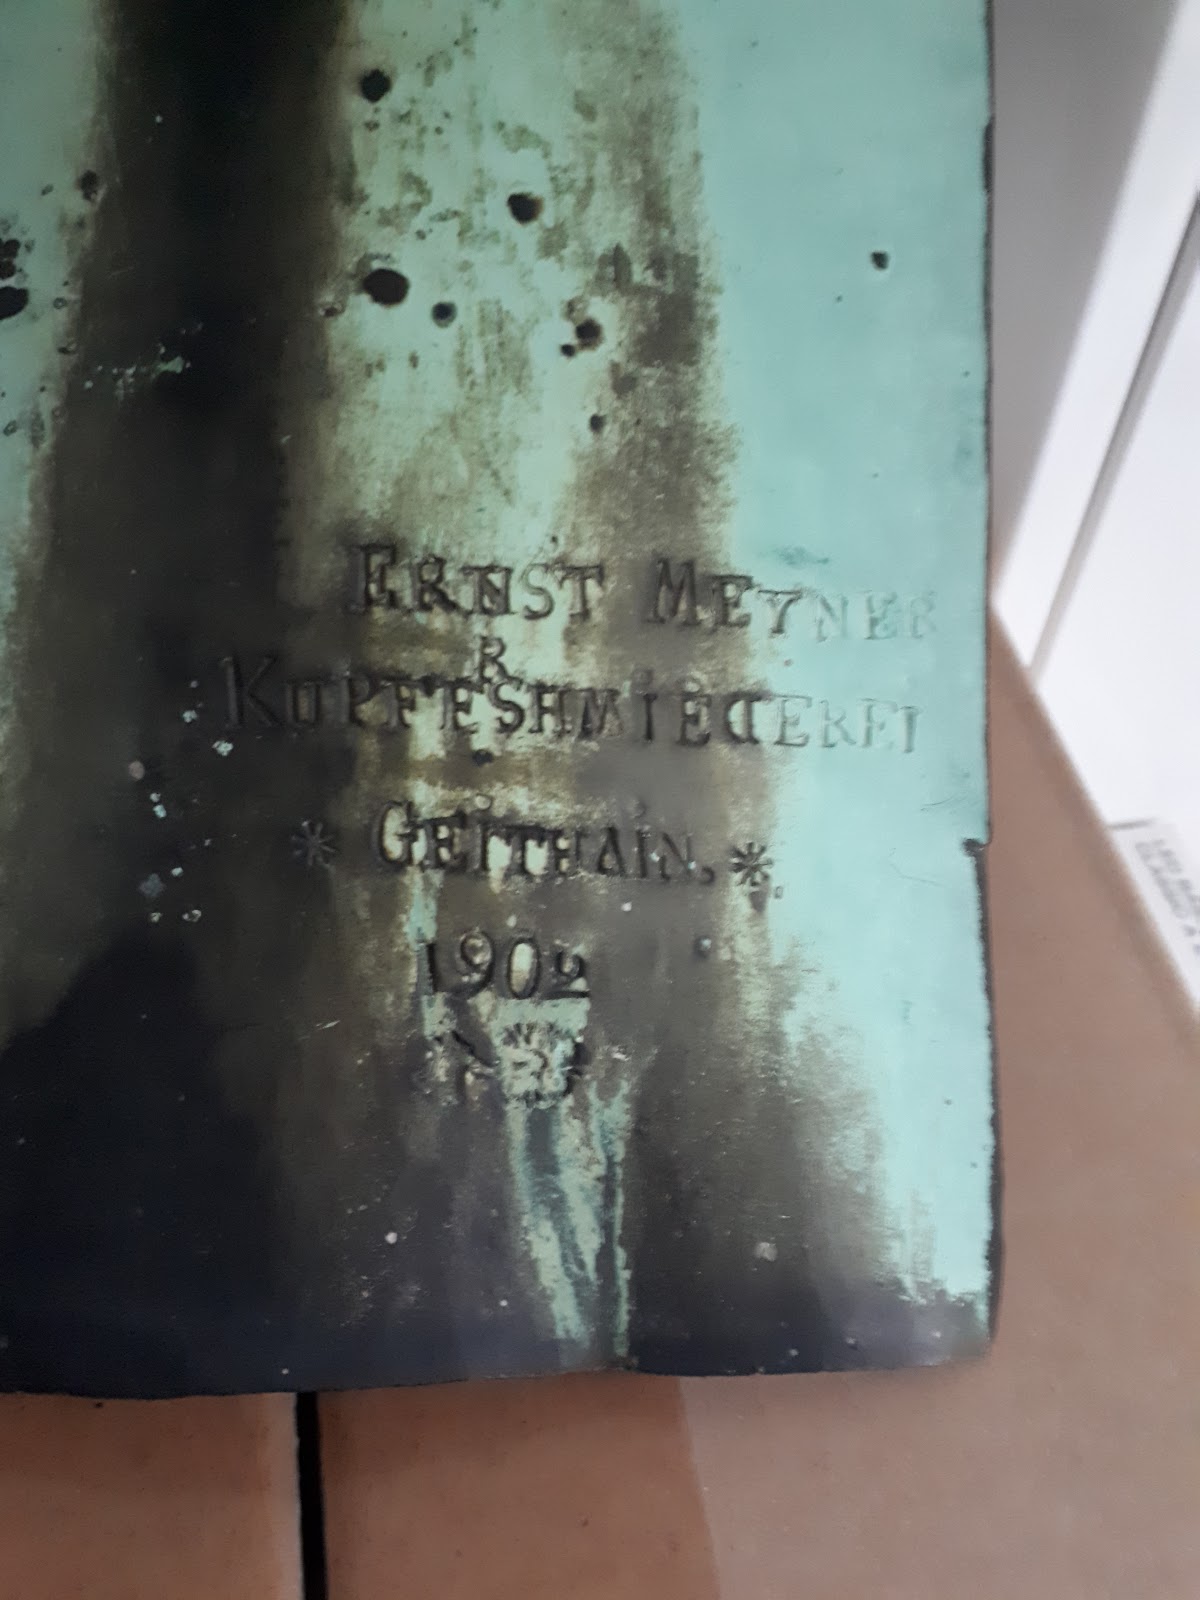 ERNST MEYNER
R
KUPFESHMIEDEREI
* GEITHAIN. *
1902